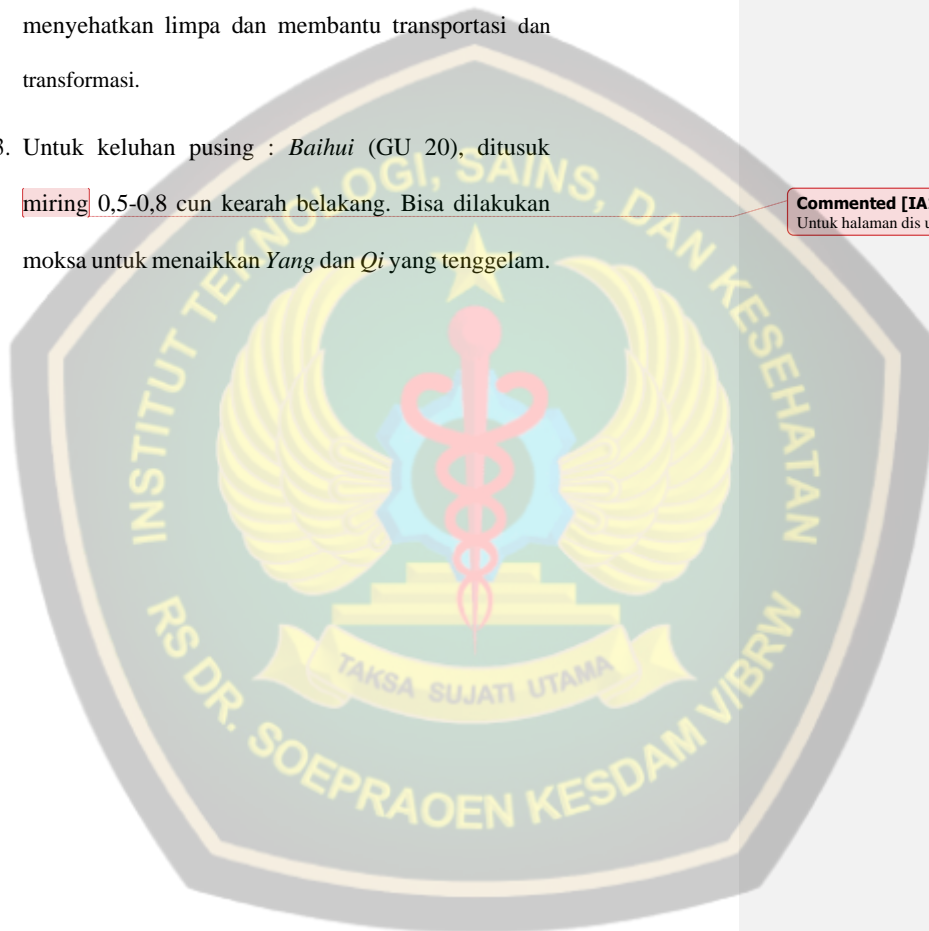 menyehatkan limpa dan membantu transportasi dan
transformasi.
3. Untuk keluhan pusing : Baihui (GU 20), ditusuk
miring 0,5-0,8 cun kearah belakang. Bisa dilakukan
moksa untuk menaikkan Yang dan Qi yang tenggelam.
Commented [IA
Untuk halaman dis
INSTITUT TEKNOLOGI, SAINS, DAN KESEHATAN
TAKSA SUJATI UTAMA
RS DR. SOEPRAOEN KESDAM V/BRW